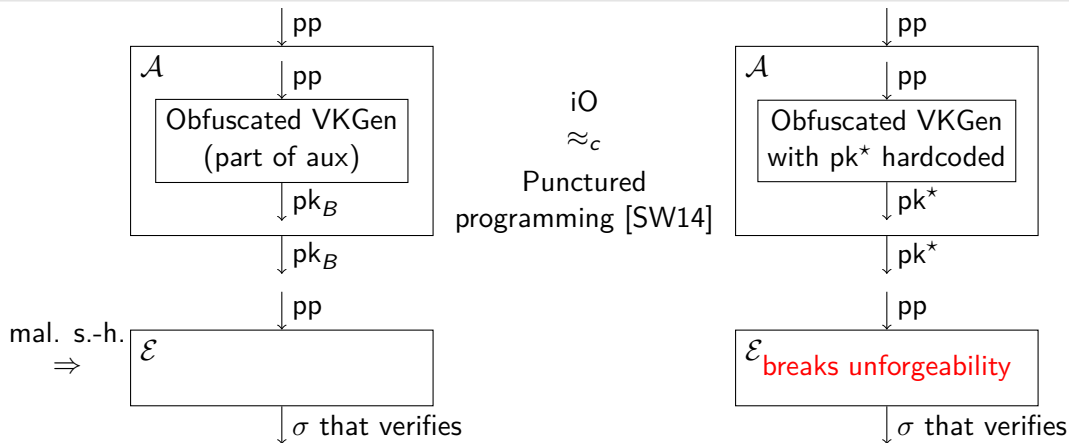 pp
𝒜
pp
Obfuscated VKGen
(part of aux)
pk_B
pk_B
pp
mal. s.-h.
⇒
ℰ
σ that verifies
iO
≈_c
Punctured
programming [SW14]
pp
𝒜
pp
Obfuscated VKGen
with pk⋆ hardcoded
pk⋆
pk⋆
pp
ℰ breaks unforgeability
σ that verifies